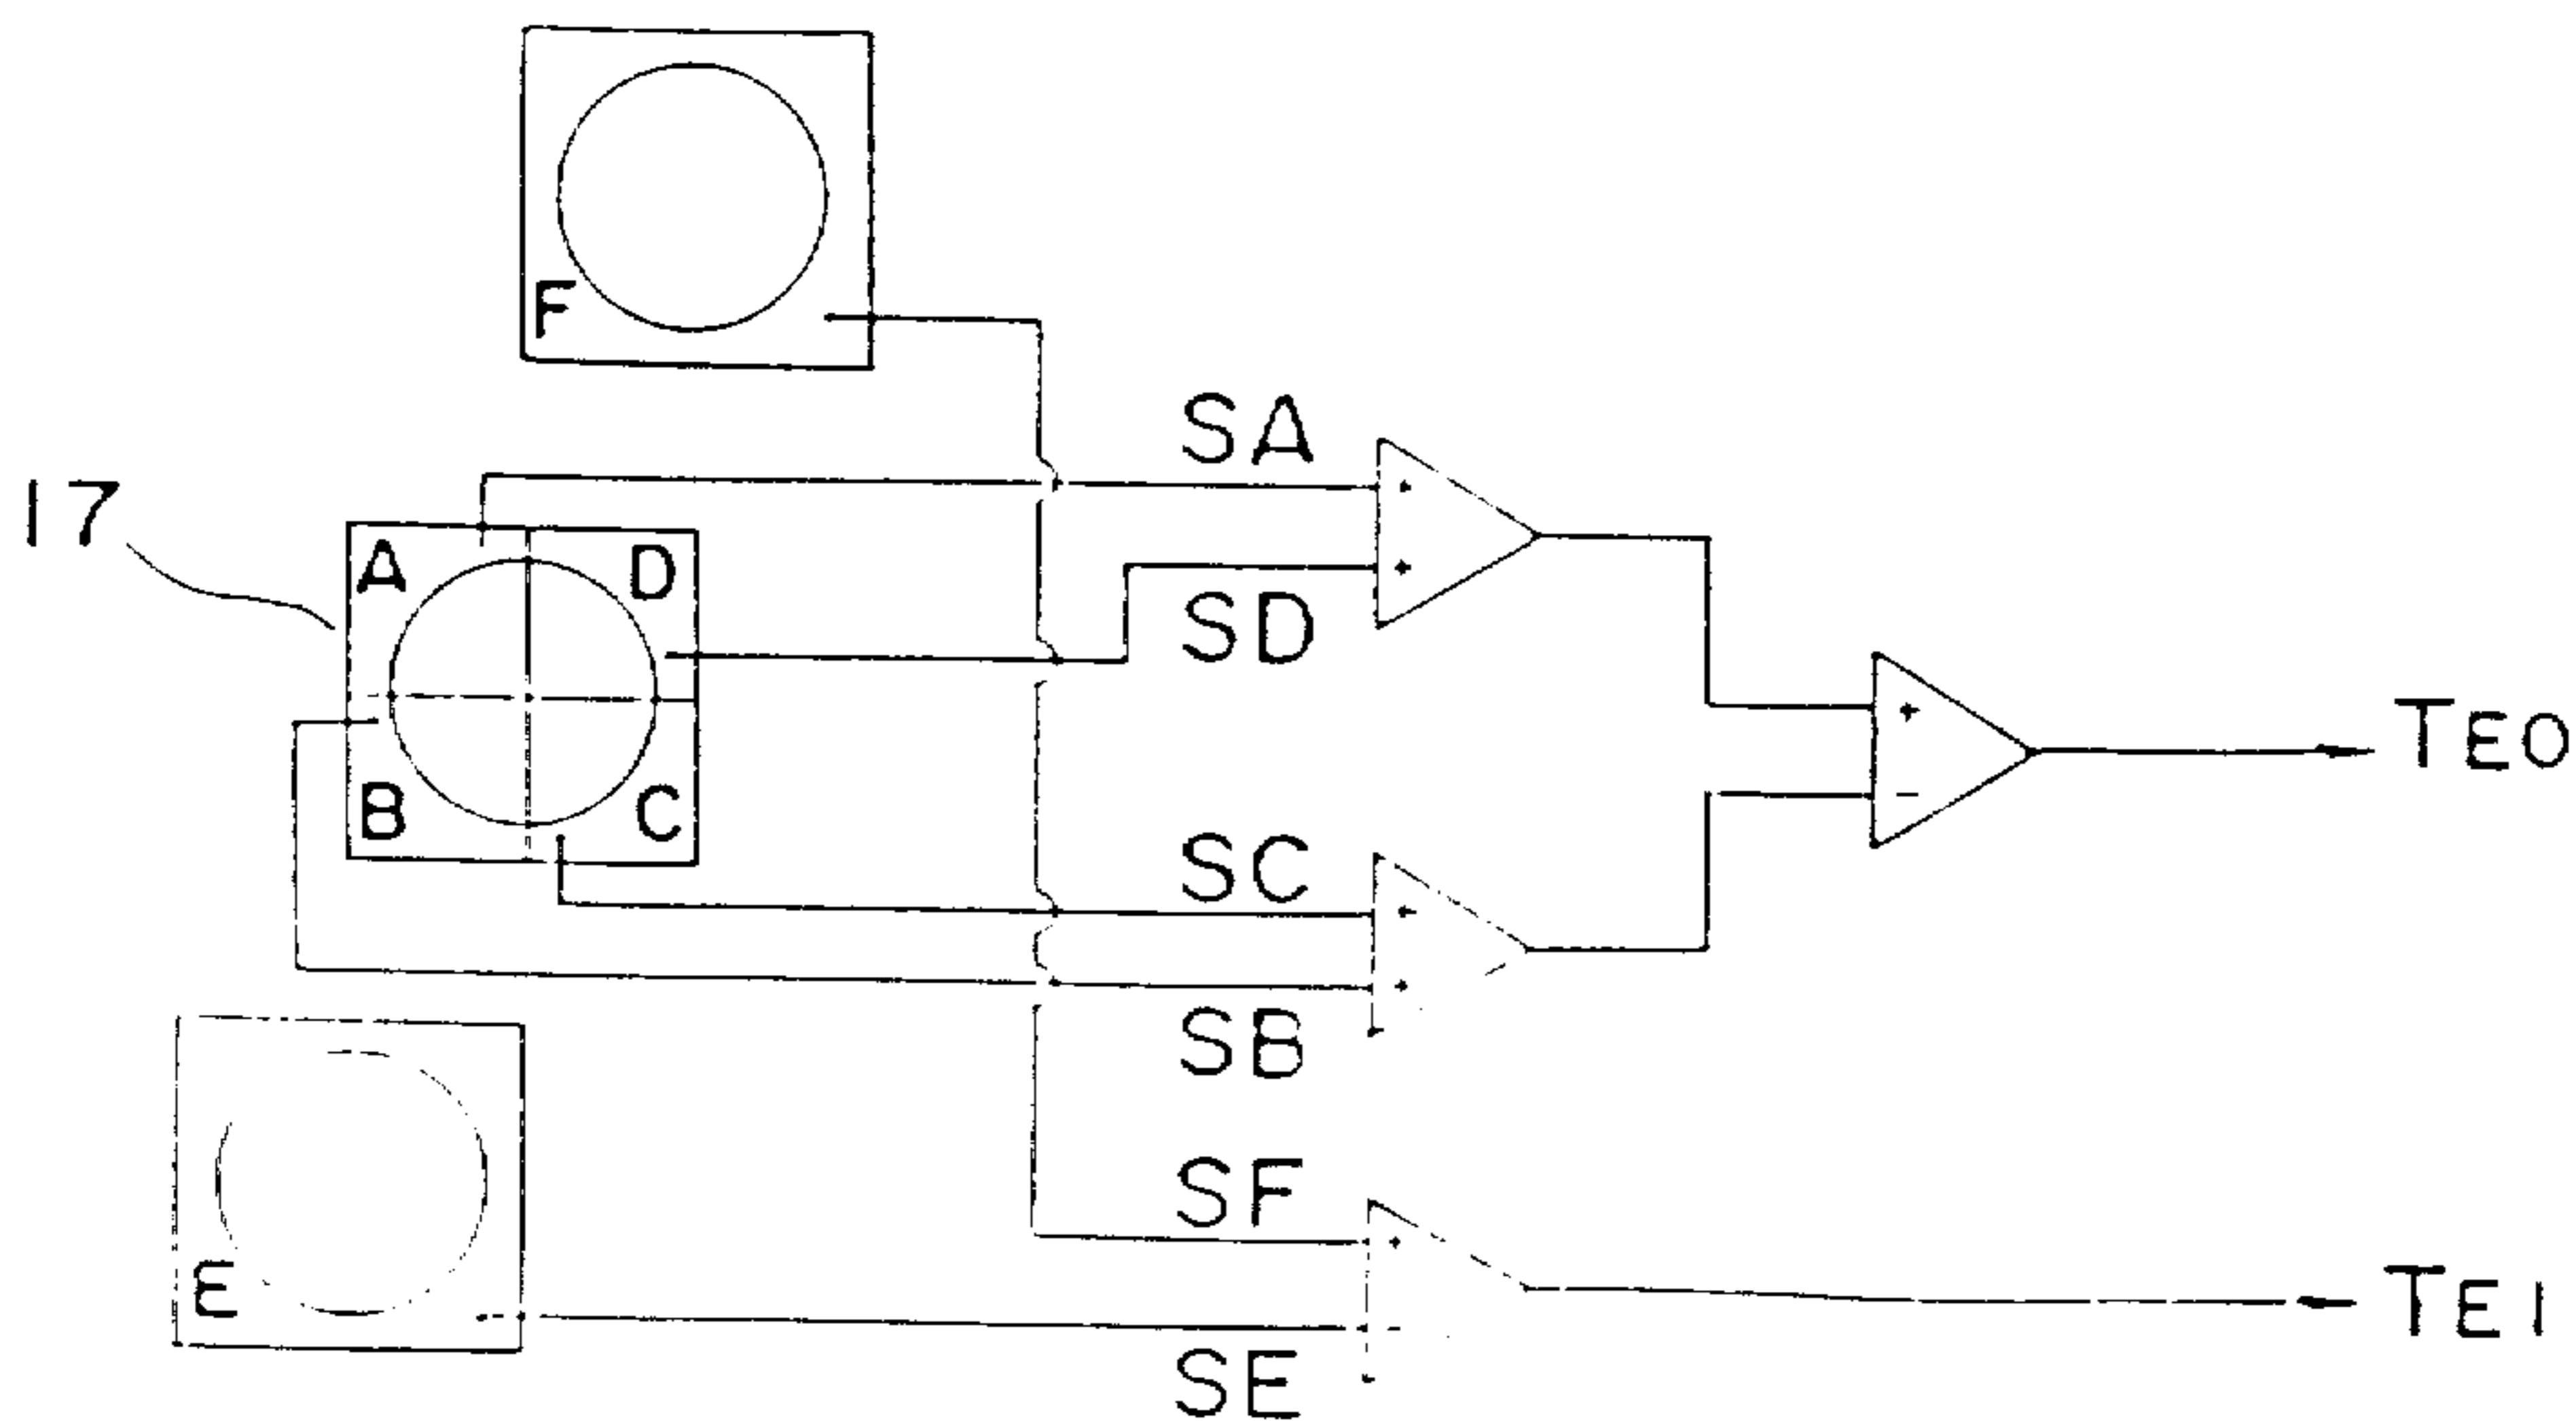 F
SA
+
17
A
D
+
SD
+
TEO
B
C
-
SC
+
+
SB
SF
+
E
-
TE1
SE